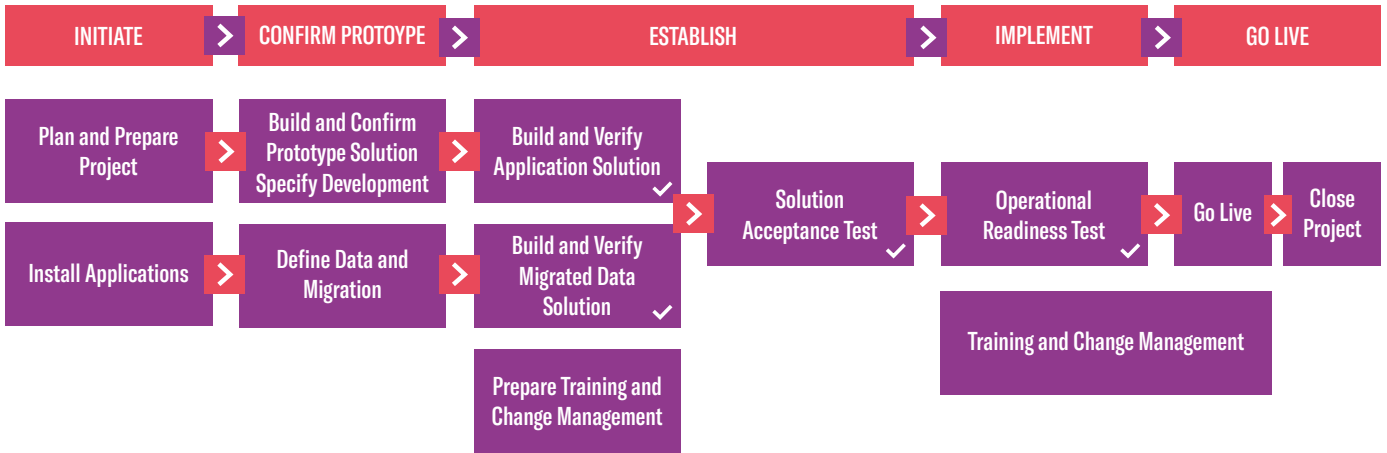 INITIATE
CONFIRM PROTOYPE
ESTABLISH
IMPLEMENT
GO LIVE
Plan and Prepare
Project
Build and Confirm
Prototype Solution
Specify Development
Build and Verify
Application Solution
Solution
Acceptance Test
Operational
Readiness Test
Go Live
Close
Project
Install Applications
Define Data and
Migration
Build and Verify
Migrated Data
Solution
Training and Change Management
Prepare Training and
Change Management